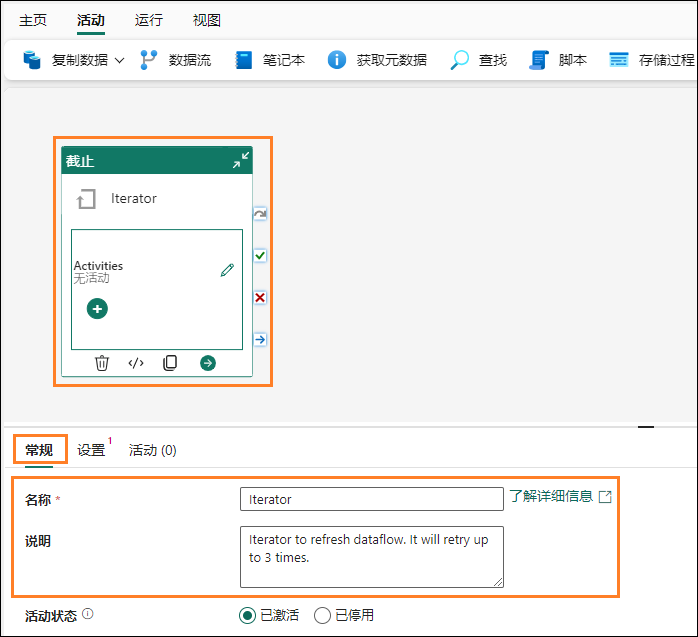 主页 活动 运行 视图
复制数据 数据流 笔记本 获取元数据 查找 脚本 存储过程
截止
Iterator
Activities
无活动
常规 设置 1 活动 (0)
名称 * Iterator 了解详细信息
说明 Iterator to refresh dataflow. It will retry up
to 3 times.
活动状态 已激活 已停用